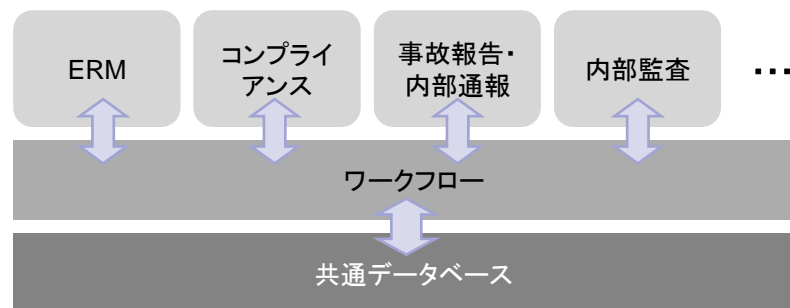 ERM
コンプライ
アンス
事故報告・
内部通報
内部監査
…
ワークフロー
共通データベース